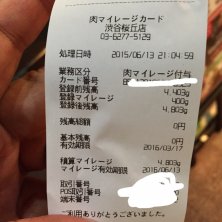 肉マイレージカード
渋谷桜丘店
03-6277-5129
処理日時 2015/06/13 21:04:59
業務区分 肉マイレージ付与
カード番号
登録前残高 4,403g
登録マイレージ 400g
登録後残高 4,803g
残高総額 0円
基本残高 0円
有効期限 2016/03/17
積算マイレージ 4,803g
マイレージ有効期限 2016/06/13
取引番号
POS取引番号
端末番号
ご利用ありがとうございました。